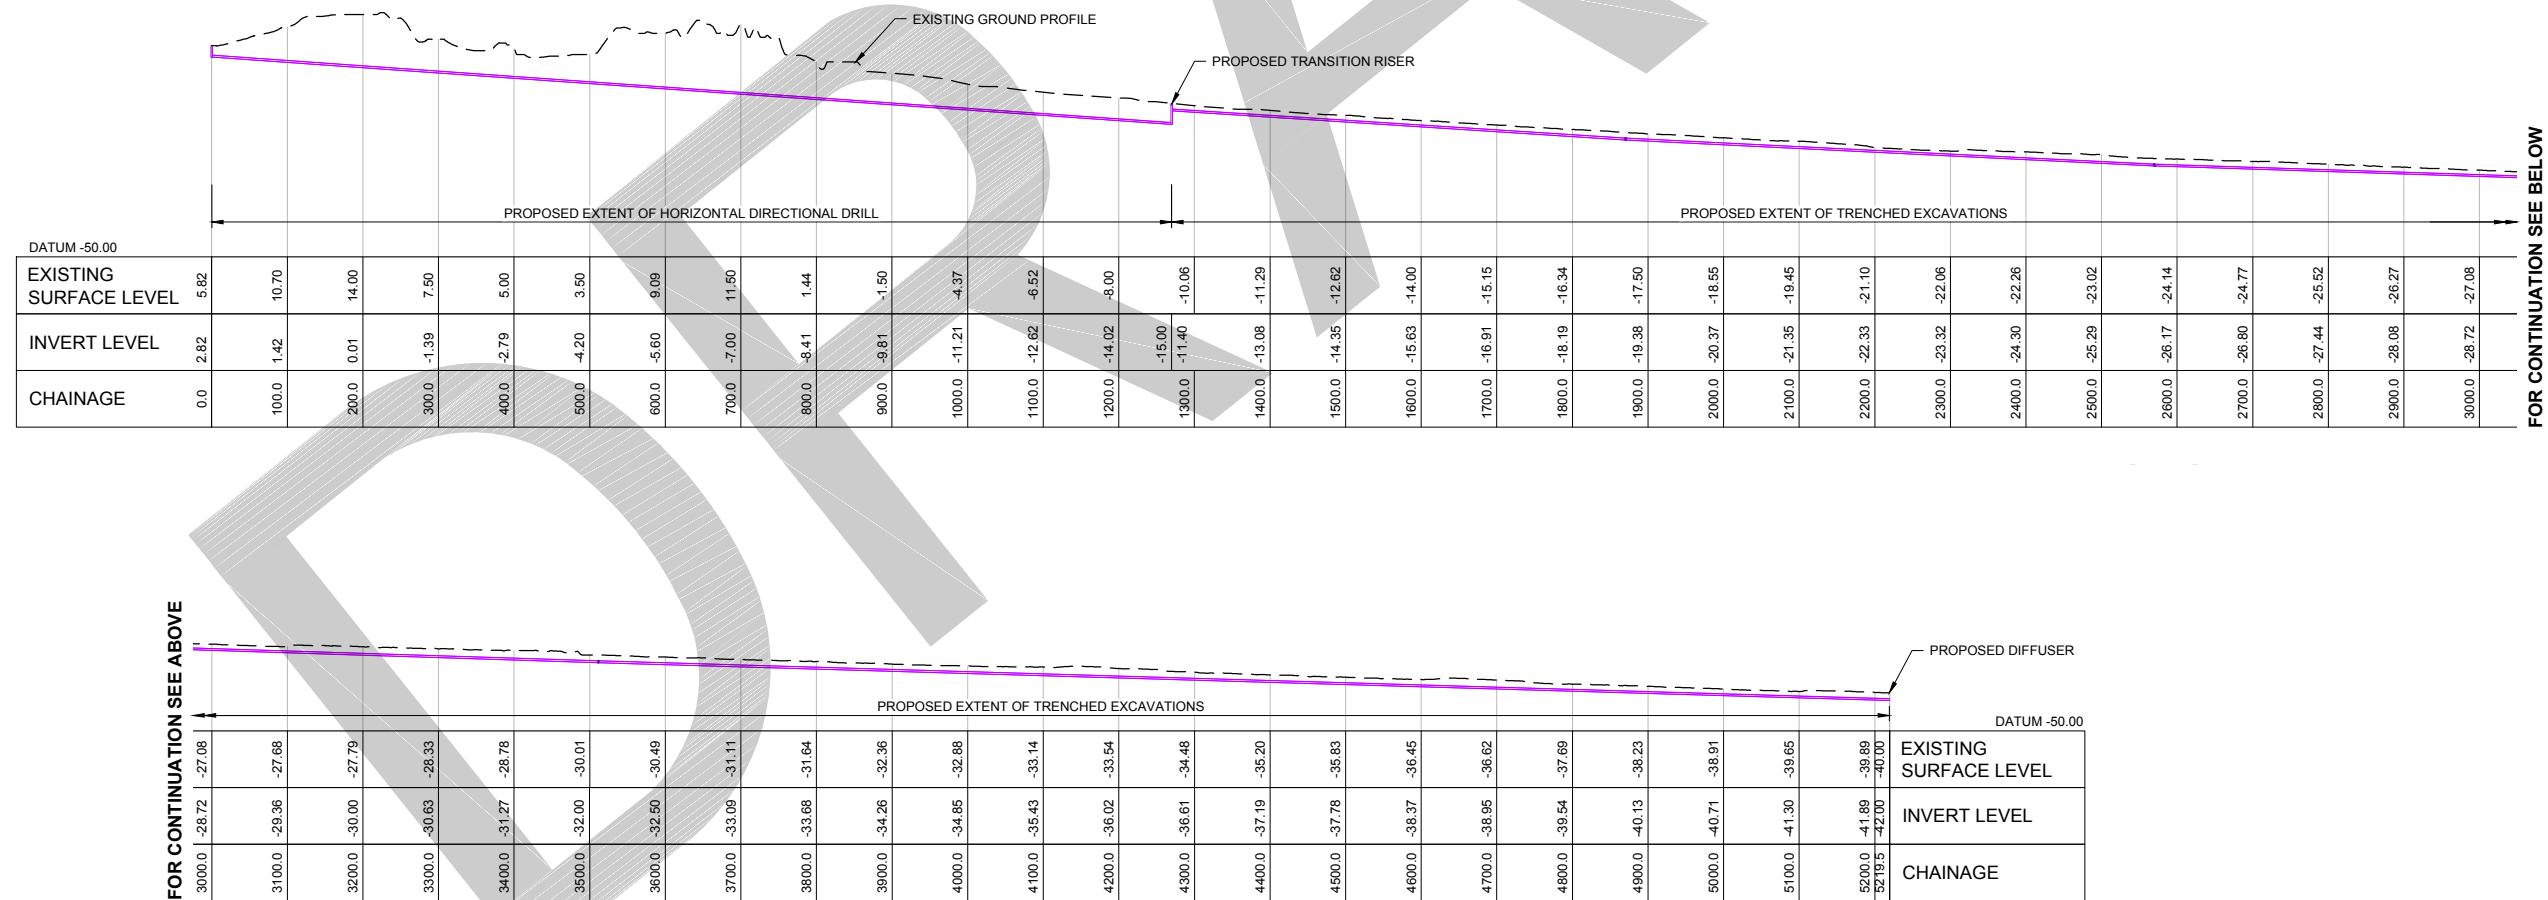 EXISTING GROUND PROFILE
PROPOSED TRANSITION RISER
PROPOSED EXTENT OF HORIZONTAL DIRECTIONAL DRILL
PROPOSED EXTENT OF TRENCHED EXCAVATIONS
FOR CONTINUATION SEE BELOW
DATUM -50.00
EXISTING
SURFACE LEVEL
5.82 10.70 14.00 7.50 5.00 3.50 9.09 11.50 1.44 -1.50 -4.37 -6.52 -8.00 -10.06 -11.29 -12.62 -14.00 -15.15 -16.34 -17.50 -18.55 -19.45 -21.10 -22.06 -22.26 -23.02 -24.14 -24.77 -25.52 -26.27 -27.08
INVERT LEVEL
2.82 1.42 0.01 -1.39 -2.79 -4.20 -5.60 -7.00 -8.41 -9.81 -11.21 -12.62 -14.02 -15.00 -11.40 -13.08 -14.35 -15.63 -16.91 -18.19 -19.38 -20.37 -21.35 -22.33 -23.32 -24.30 -25.29 -26.17 -26.80 -27.44 -28.08 -28.72
CHAINAGE
0.0 100.0 200.0 300.0 400.0 500.0 600.0 700.0 800.0 900.0 1000.0 1100.0 1200.0 1300.0 1400.0 1500.0 1600.0 1700.0 1800.0 1900.0 2000.0 2100.0 2200.0 2300.0 2400.0 2500.0 2600.0 2700.0 2800.0 2900.0 3000.0
FOR CONTINUATION SEE ABOVE
PROPOSED DIFFUSER
PROPOSED EXTENT OF TRENCHED EXCAVATIONS
DATUM -50.00
-27.08 -27.68 -27.79 -28.33 -28.78 -30.01 -30.49 -31.11 -31.64 -32.36 -32.88 -33.14 -33.54 -34.48 -35.20 -35.83 -36.45 -36.62 -37.69 -38.23 -38.91 -39.65 -39.89 -40.00
EXISTING
SURFACE LEVEL
-28.72 -29.36 -30.00 -30.63 -31.27 -32.00 -32.50 -33.09 -33.68 -34.26 -34.85 -35.43 -36.02 -36.61 -37.19 -37.78 -38.37 -38.95 -39.54 -40.13 -40.71 -41.30 -41.89 -42.00
INVERT LEVEL
3000.0 3100.0 3200.0 3300.0 3400.0 3500.0 3600.0 3700.0 3800.0 3900.0 4000.0 4100.0 4200.0 4300.0 4400.0 4500.0 4600.0 4700.0 4800.0 4900.0 5000.0 5100.0 5200.0 5219.5
CHAINAGE